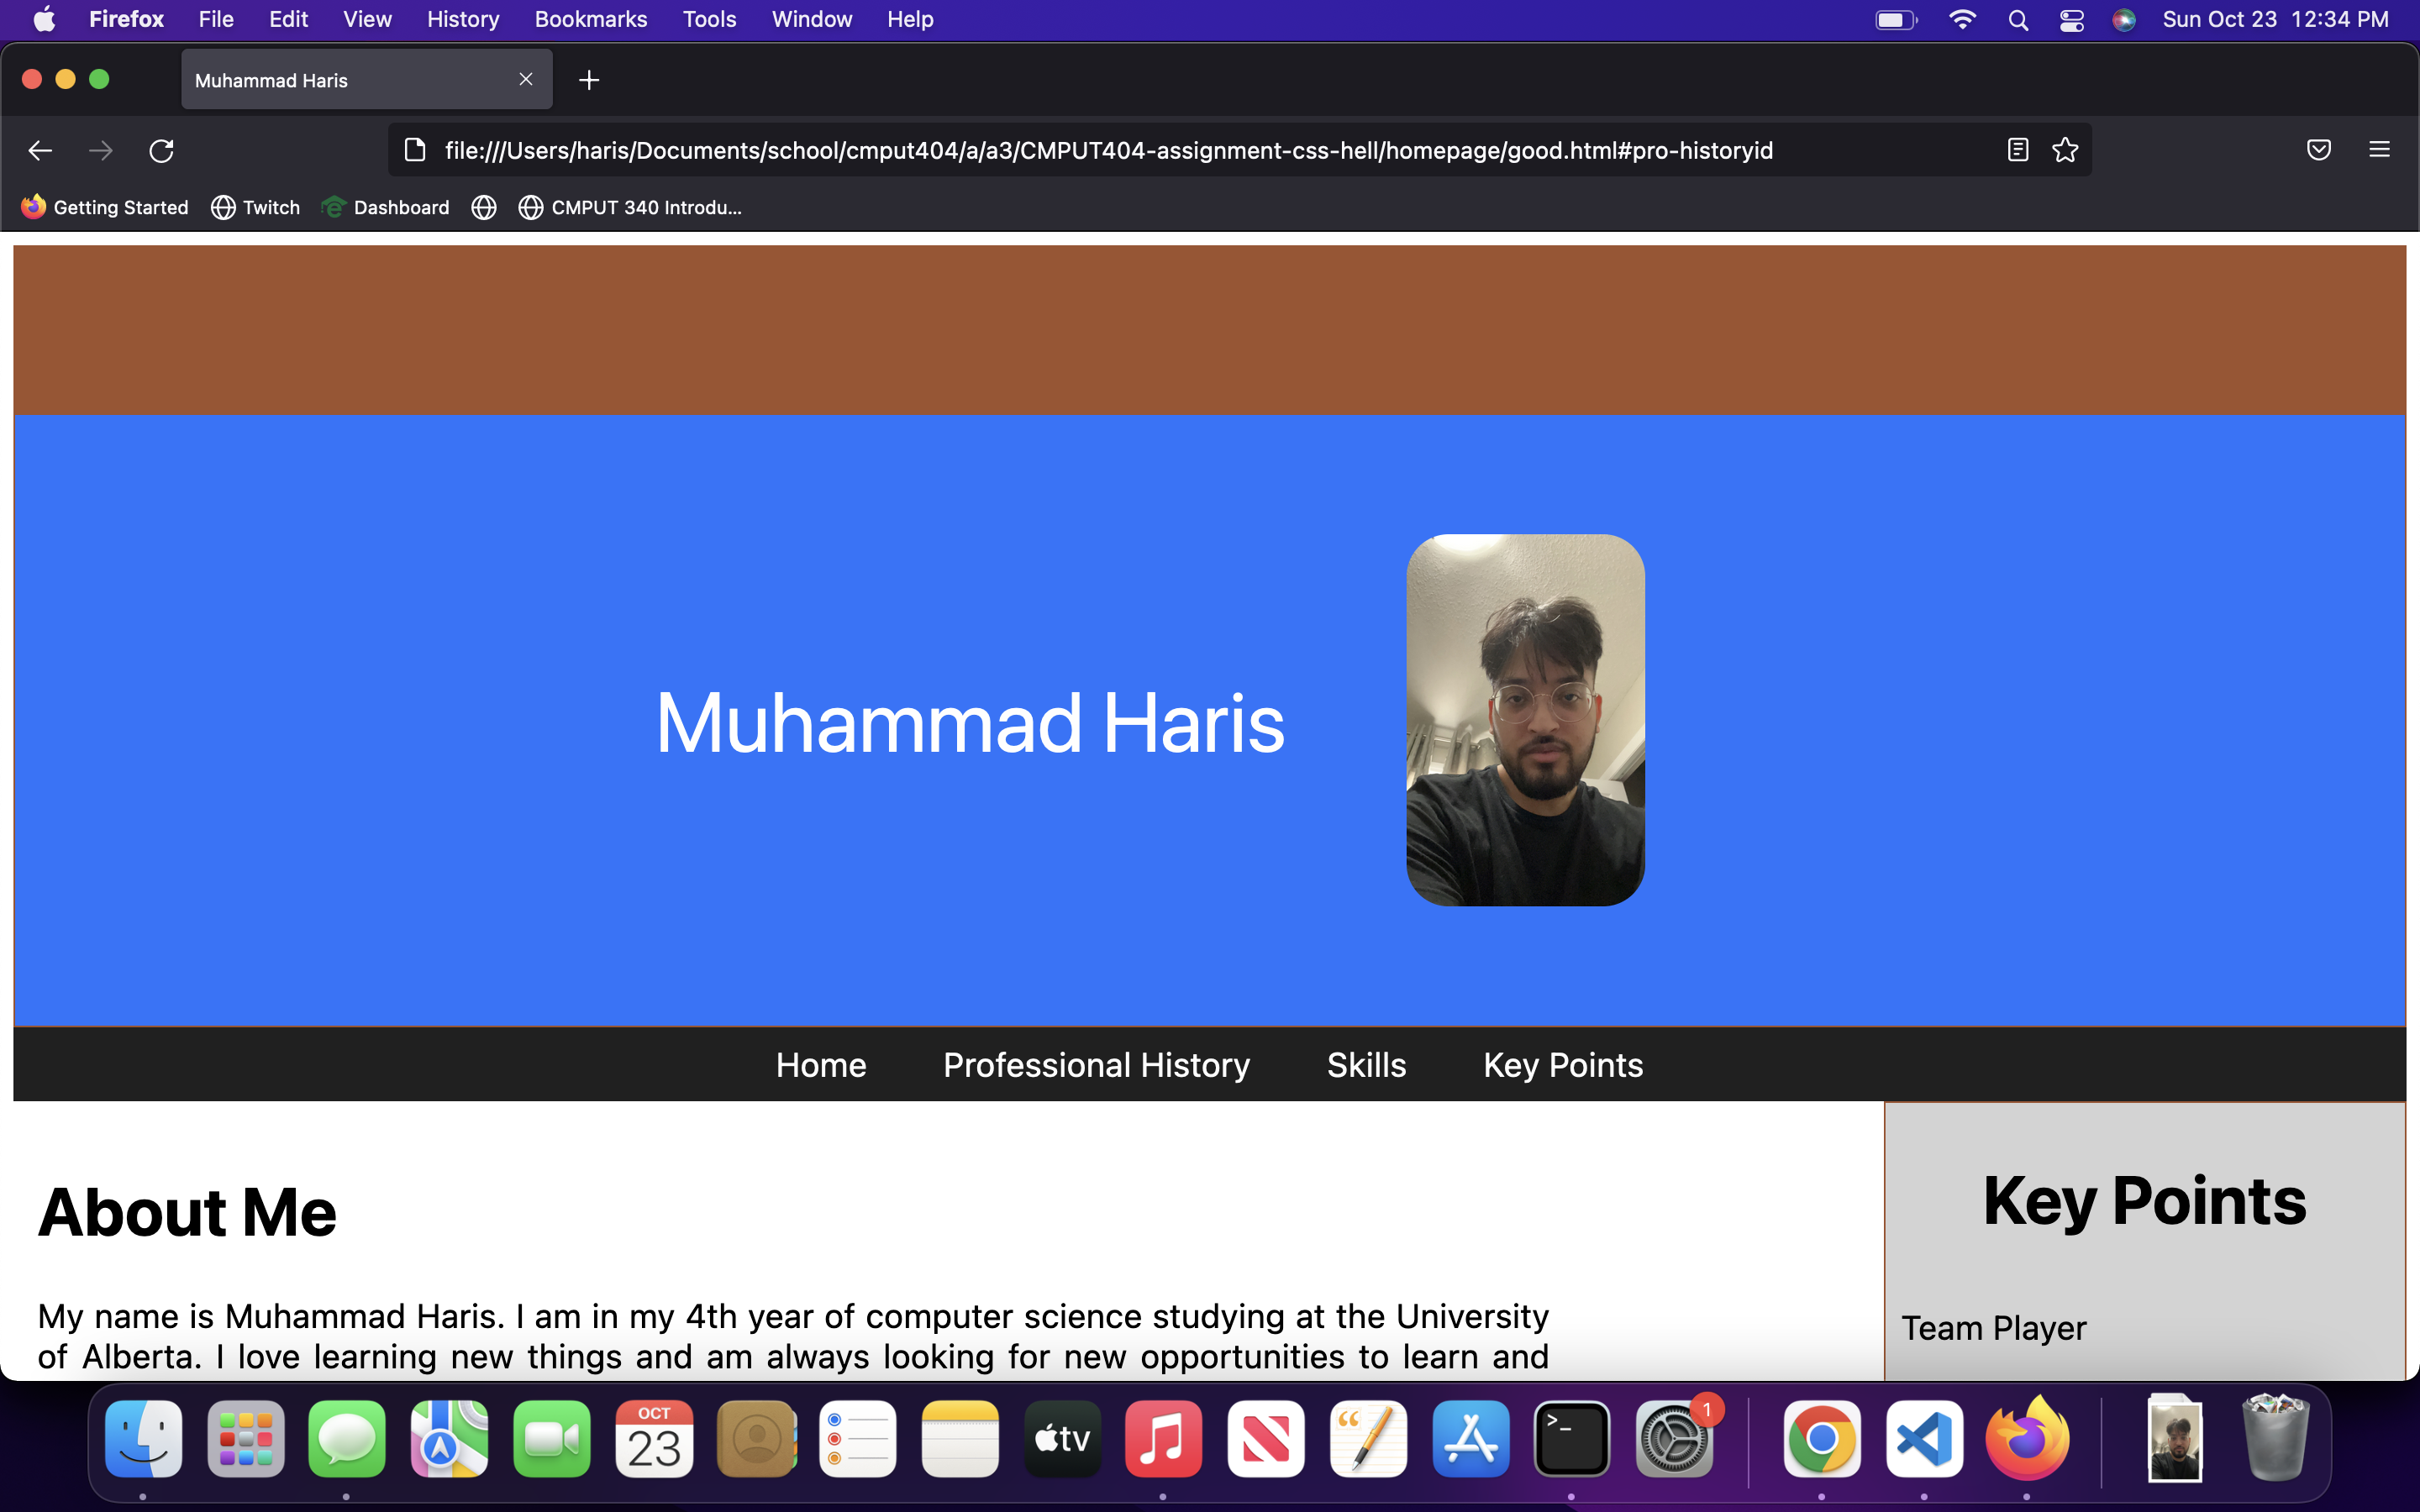 Firefox File Edit View History Bookmarks Tools Window Help Sun Oct 23 12:34 PM
Muhammad Haris
file:///Users/haris/Documents/school/cmput404/a/a3/CMPUT404-assignment-css-hell/homepage/good.html#pro-historyid
Getting Started Twitch Dashboard CMPUT 340 Introdu...
Muhammad Haris
Home Professional History Skills Key Points
About Me
My name is Muhammad Haris. I am in my 4th year of computer science studying at the University
of Alberta. I love learning new things and am always looking for new opportunities to learn and
Key Points
Team Player
OCT
23
tv
>_
1